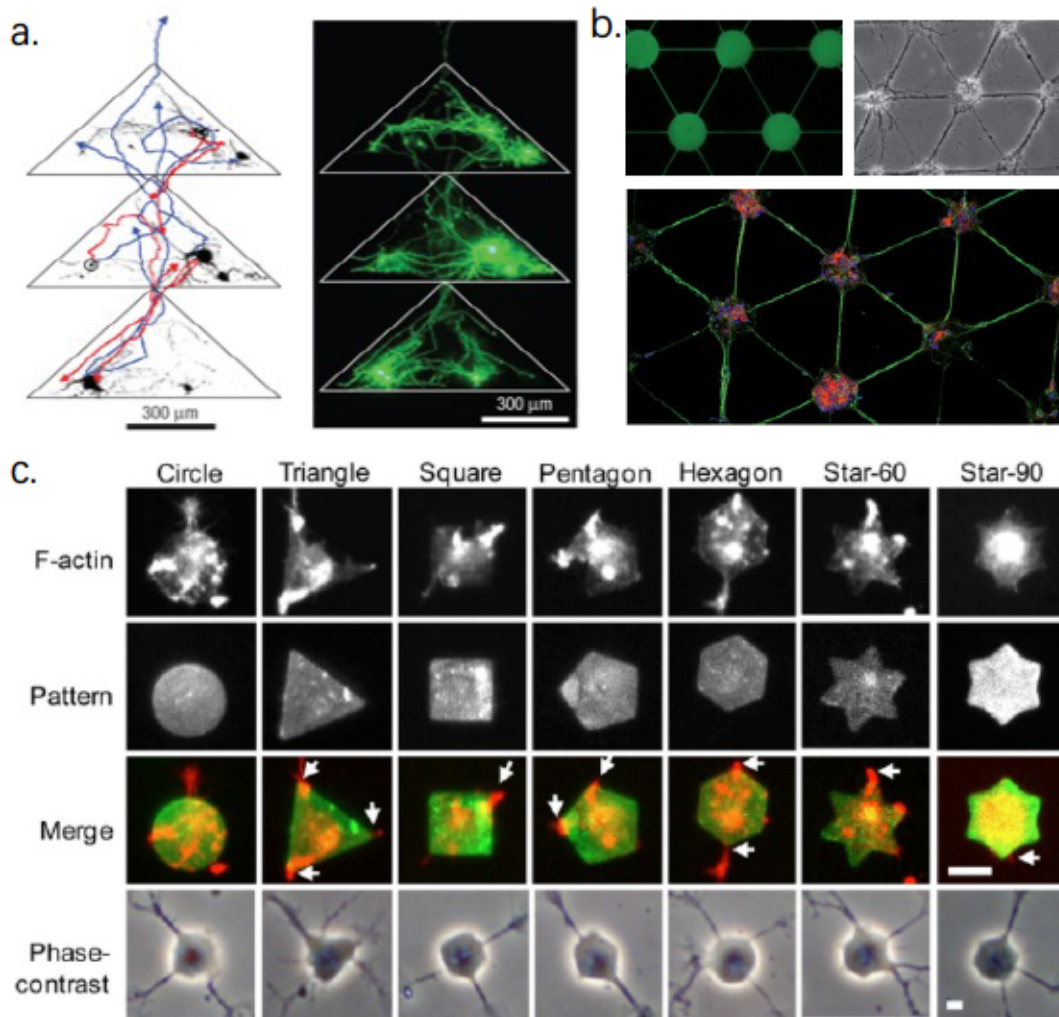 a.
b.
300 µm
300 µm
c.
Circle Triangle Square Pentagon Hexagon Star-60 Star-90
F-actin
Pattern
Merge
Phase-
contrast